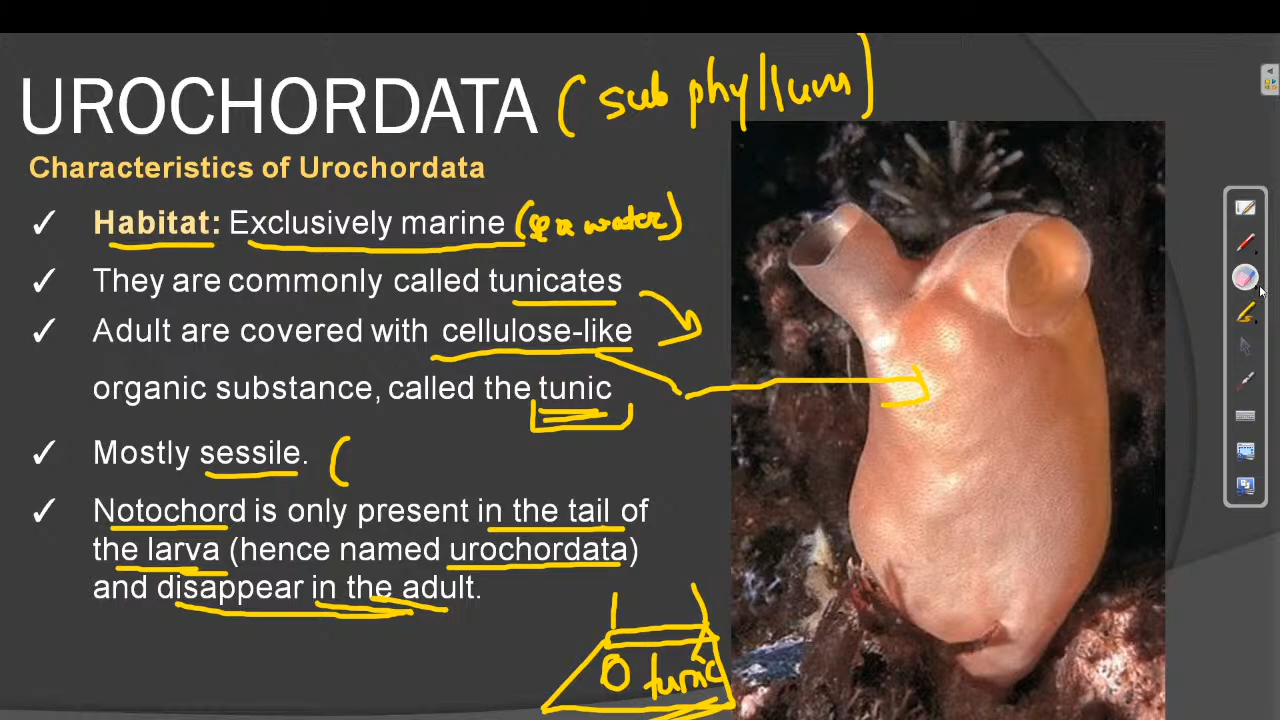 UROCHORDATA (sub phyllum)
Characteristics of Urochordata
✓ Habitat: Exclusively marine ( water)
✓ They are commonly called tunicates
✓ Adult are covered with cellulose-like
organic substance, called the tunic
✓ Mostly sessile. (
✓ Notochord is only present in the tail of
the larva (hence named urochordata)
and disappear in the adult.
tunic